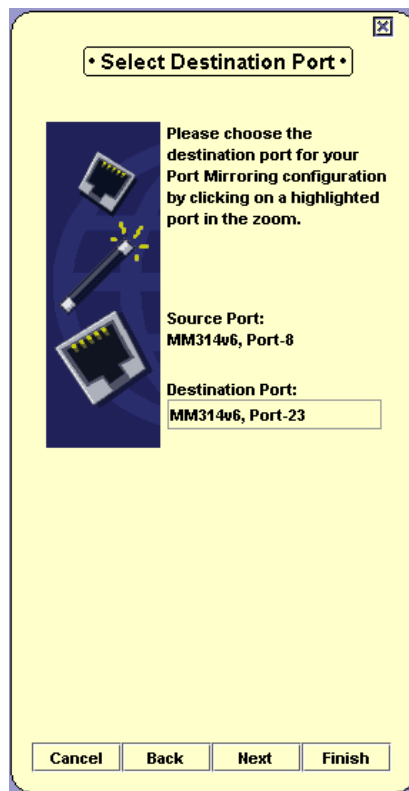 • Select Destination Port •
Please choose the
destination port for your
Port Mirroring configuration
by clicking on a highlighted
port in the zoom.
Source Port:
MM314v6, Port-8
Destination Port:
MM314v6, Port-23
Cancel Back Next Finish